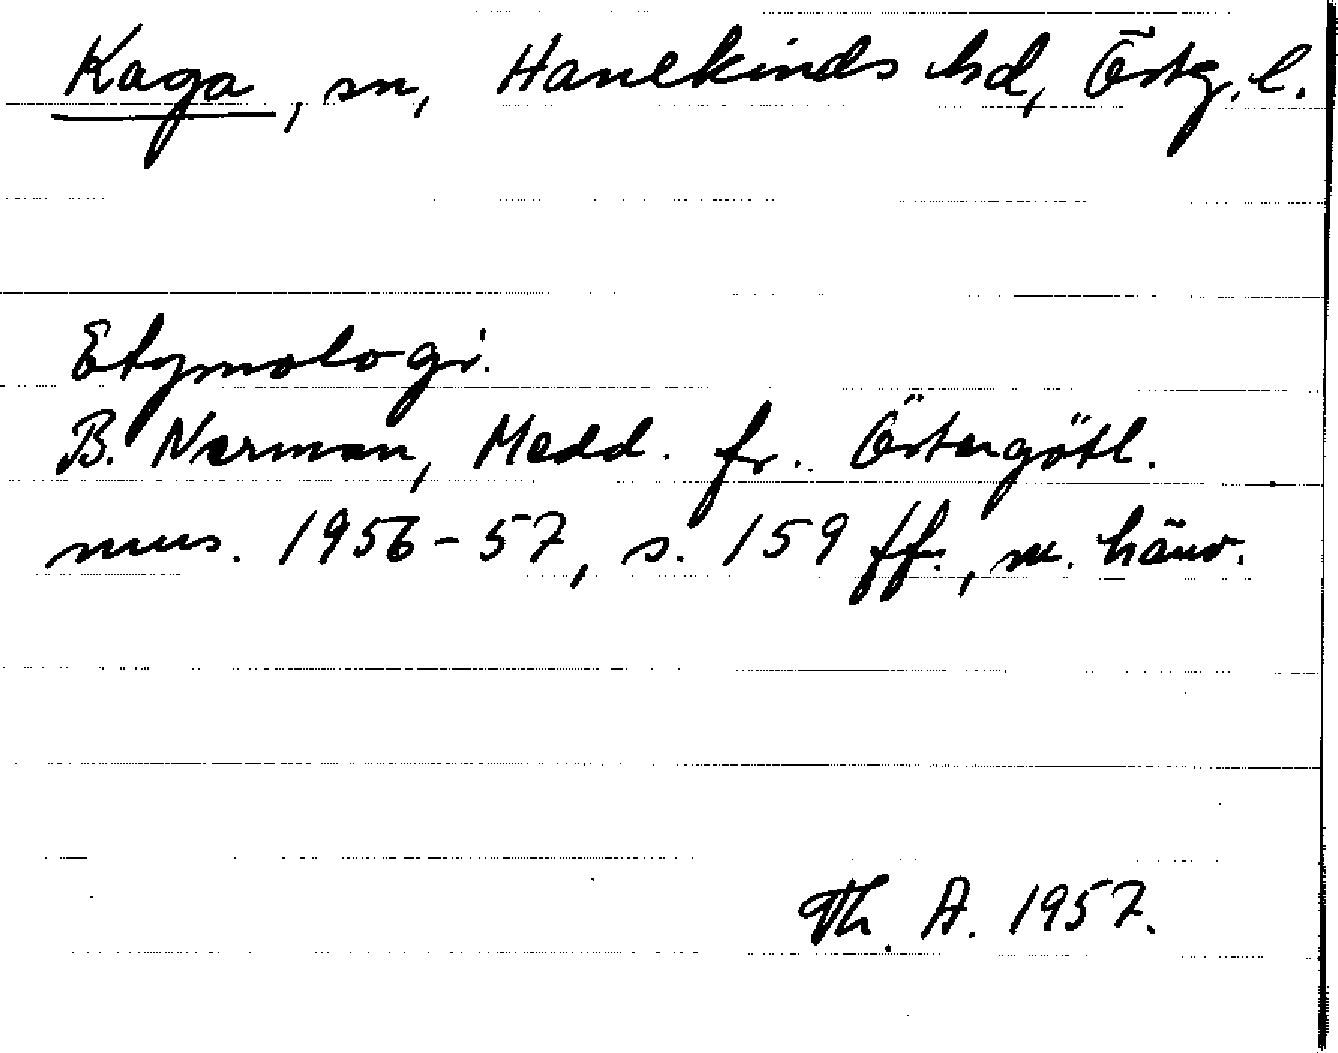 Kaga, sn, Hanekinds hd, Östg. l.
Etymologi.
B. Nerman, Medd. fr. Östergötl.
mus. 1956-57, s. 159 ff., m. hänv.
Th. A. 1957.